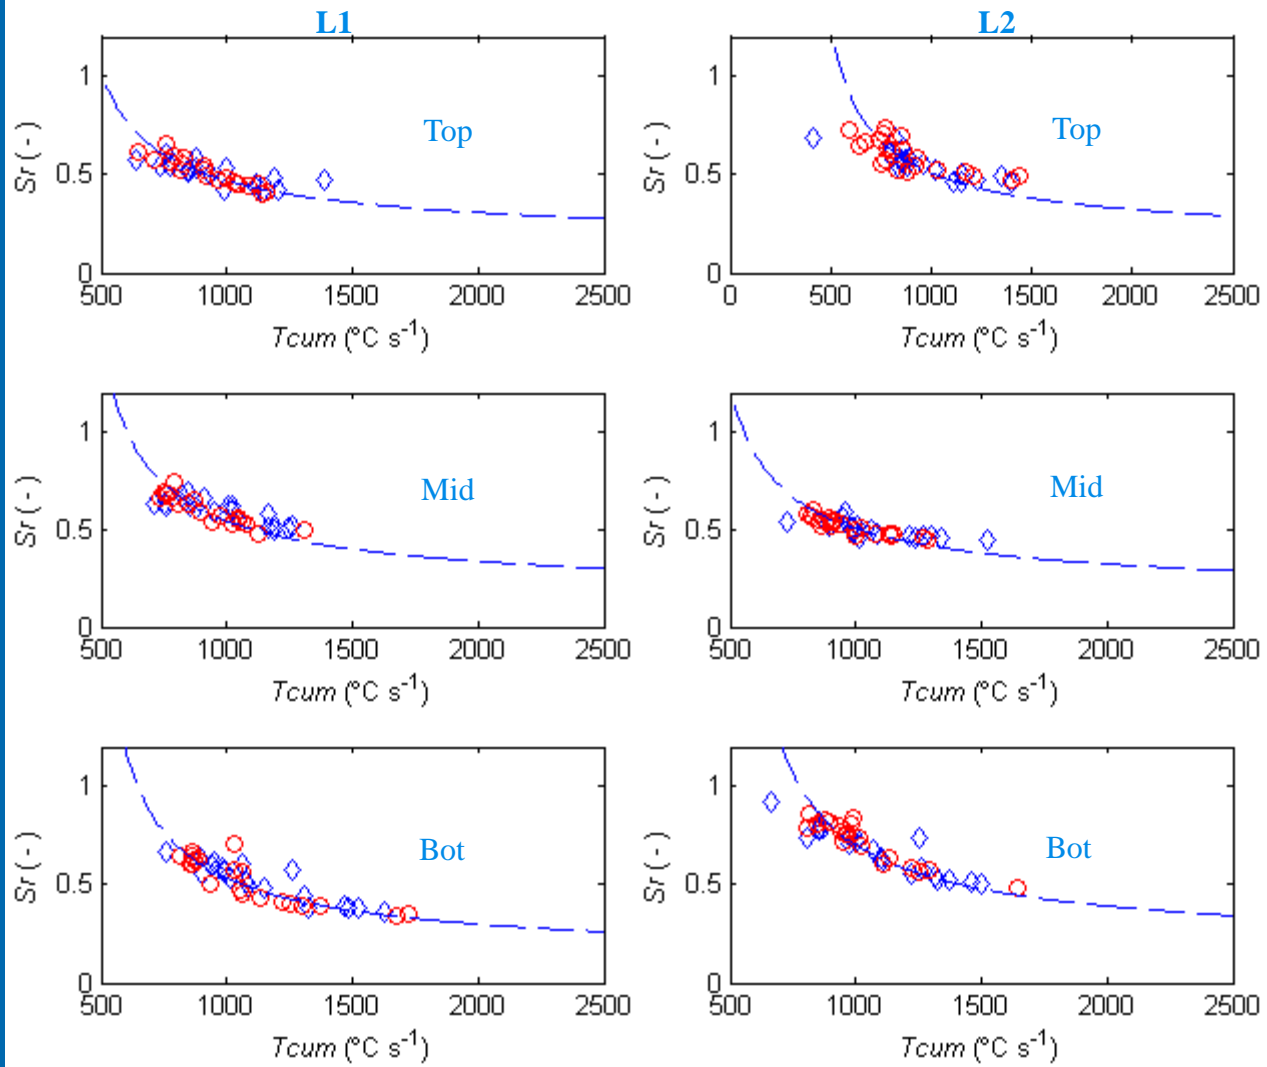 L1 L2
1 1
Top Top
Sr ( - ) Sr ( - )
0.5 0.5
0 0
500 1000 1500 2000 2500 0 500 1000 1500 2000 2500
Tcum (°C s⁻¹) Tcum (°C s⁻¹)
1 1
Mid Mid
Sr ( - ) Sr ( - )
0.5 0.5
0 0
500 1000 1500 2000 2500 500 1000 1500 2000 2500
Tcum (°C s⁻¹) Tcum (°C s⁻¹)
1 1
Bot Bot
Sr ( - ) Sr ( - )
0.5 0.5
0 0
500 1000 1500 2000 2500 500 1000 1500 2000 2500
Tcum (°C s⁻¹) Tcum (°C s⁻¹)